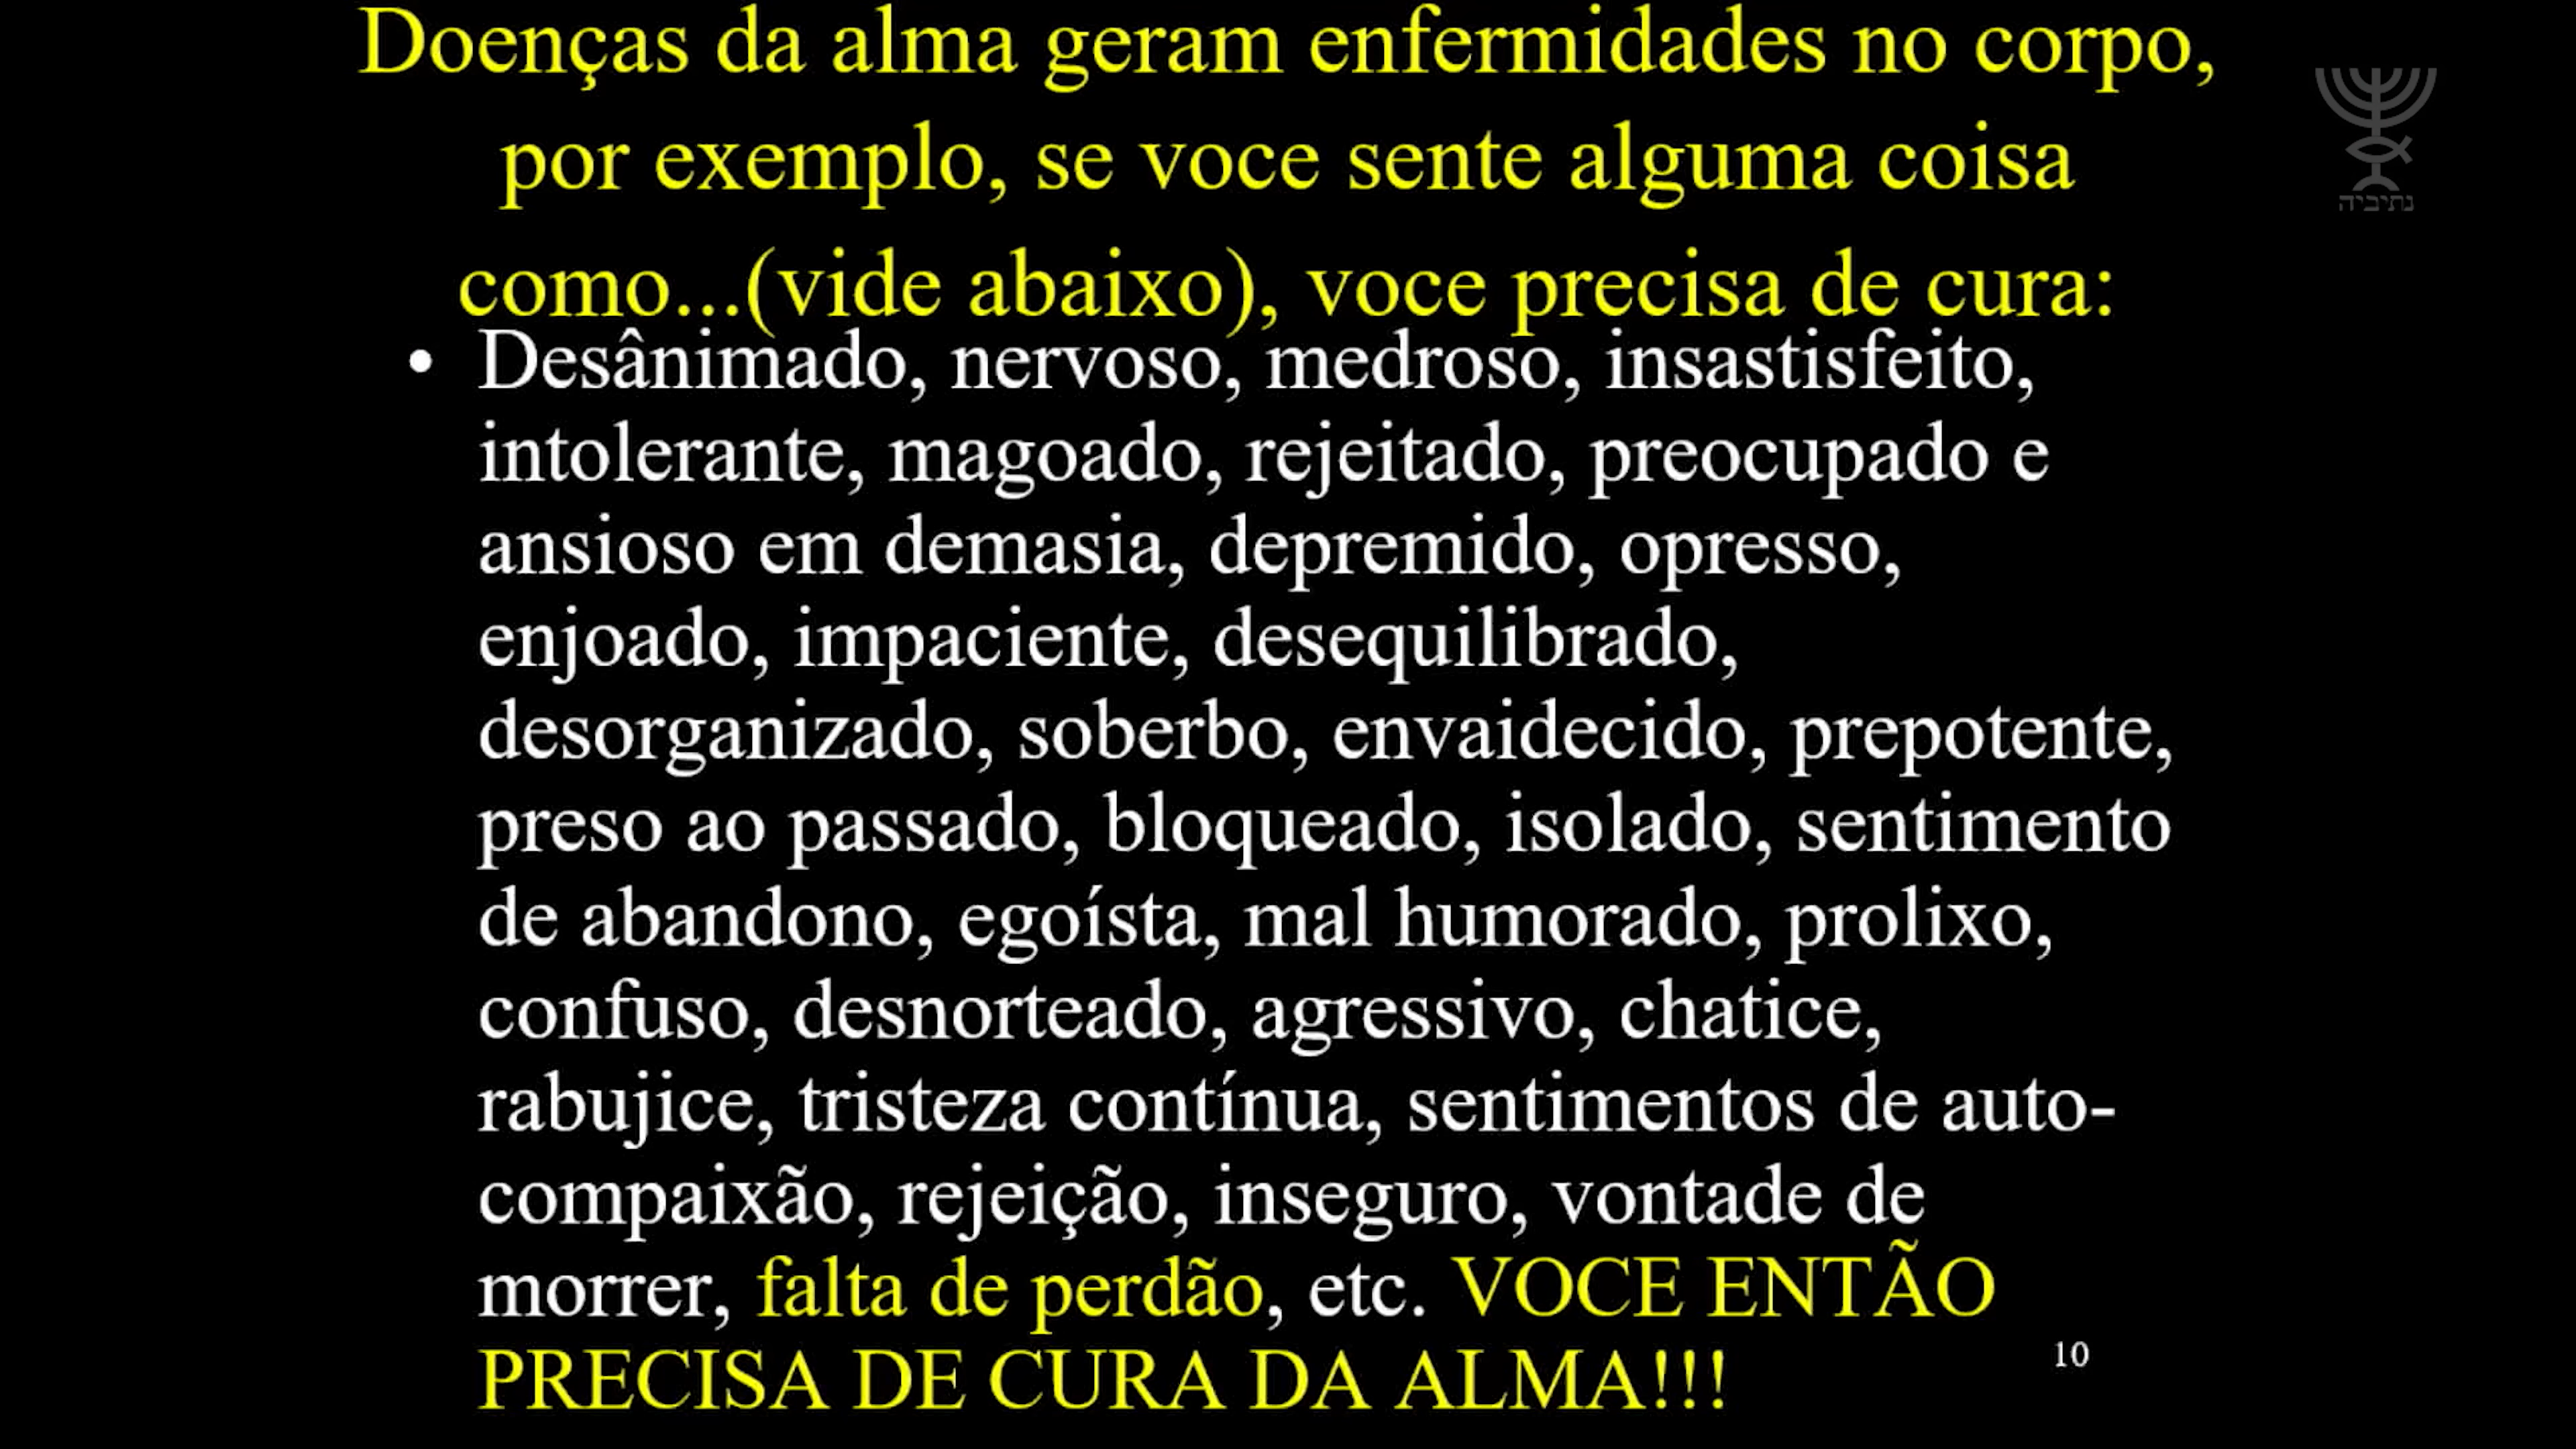 Doenças da alma geram enfermidades no corpo,
por exemplo, se voce sente alguma coisa
como...(vide abaixo), voce precisa de cura:
• Desânimado, nervoso, medroso, insastisfeito,
intolerante, magoado, rejeitado, preocupado e
ansioso em demasia, depremido, opresso,
enjoado, impaciente, desequilibrado,
desorganizado, soberbo, envaidecido, prepotente,
preso ao passado, bloqueado, isolado, sentimento
de abandono, egoísta, mal humorado, prolixo,
confuso, desnorteado, agressivo, chatice,
rabujice, tristeza contínua, sentimentos de auto-
compaixão, rejeição, inseguro, vontade de
morrer, falta de perdão, etc. VOCE ENTÃO
PRECISA DE CURA DA ALMA!!!
10
נתיביה